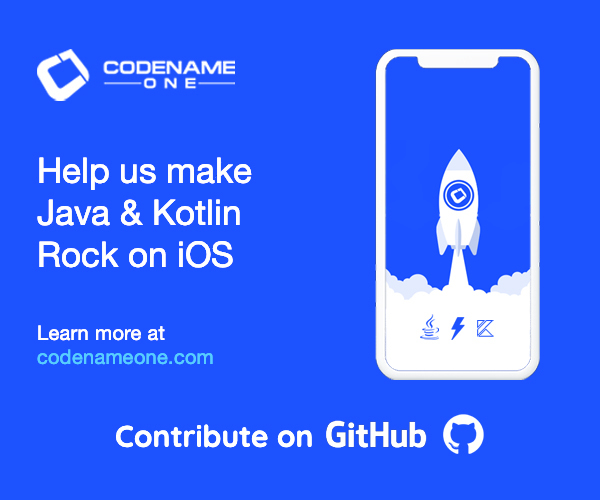 CODENAME
ONE
Help us make
Java & Kotlin
Rock on iOS
Learn more at
codenameone.com
Contribute on GitHub